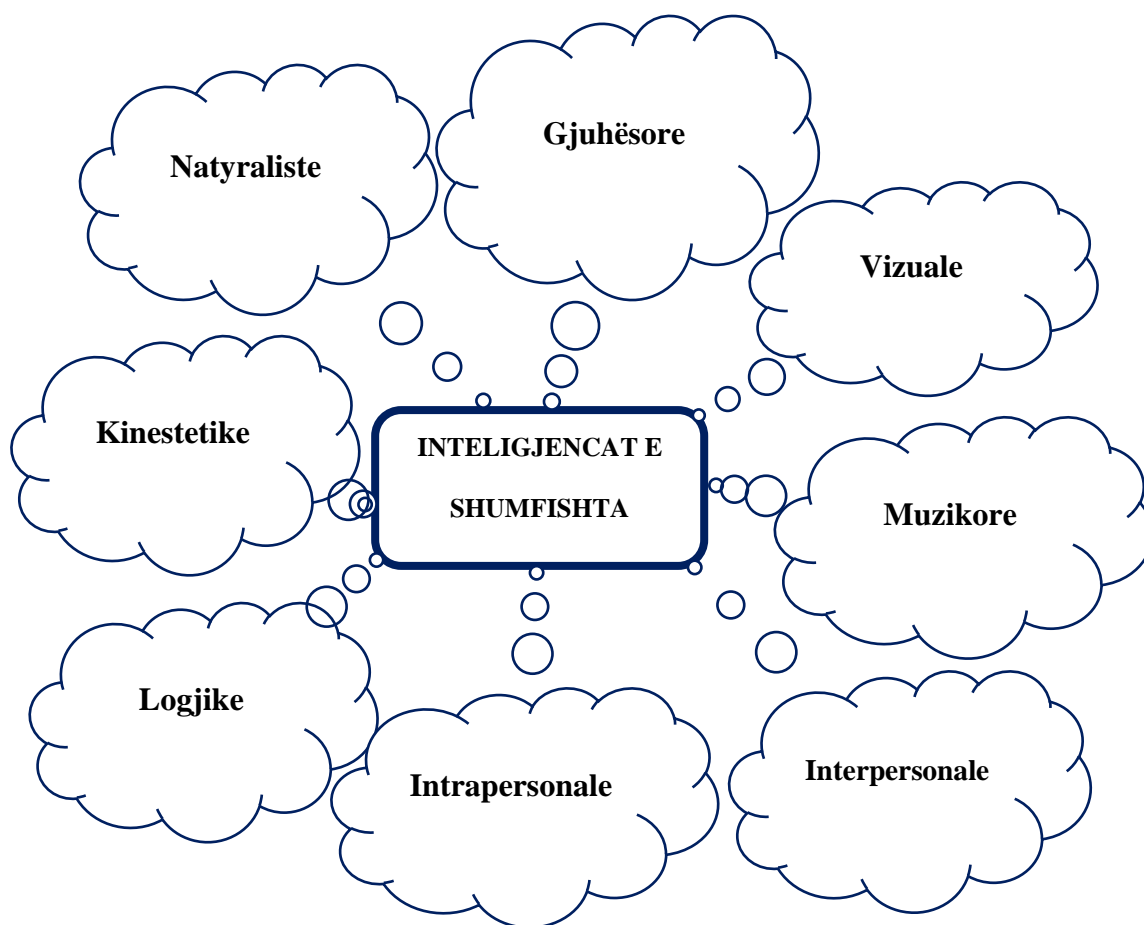 Gjuhësore
Natyraliste
Vizuale
Kinestetike
INTELIGJENCAT E
SHUMFISHTA
Muzikore
Logjike
Intrapersonale
Interpersonale